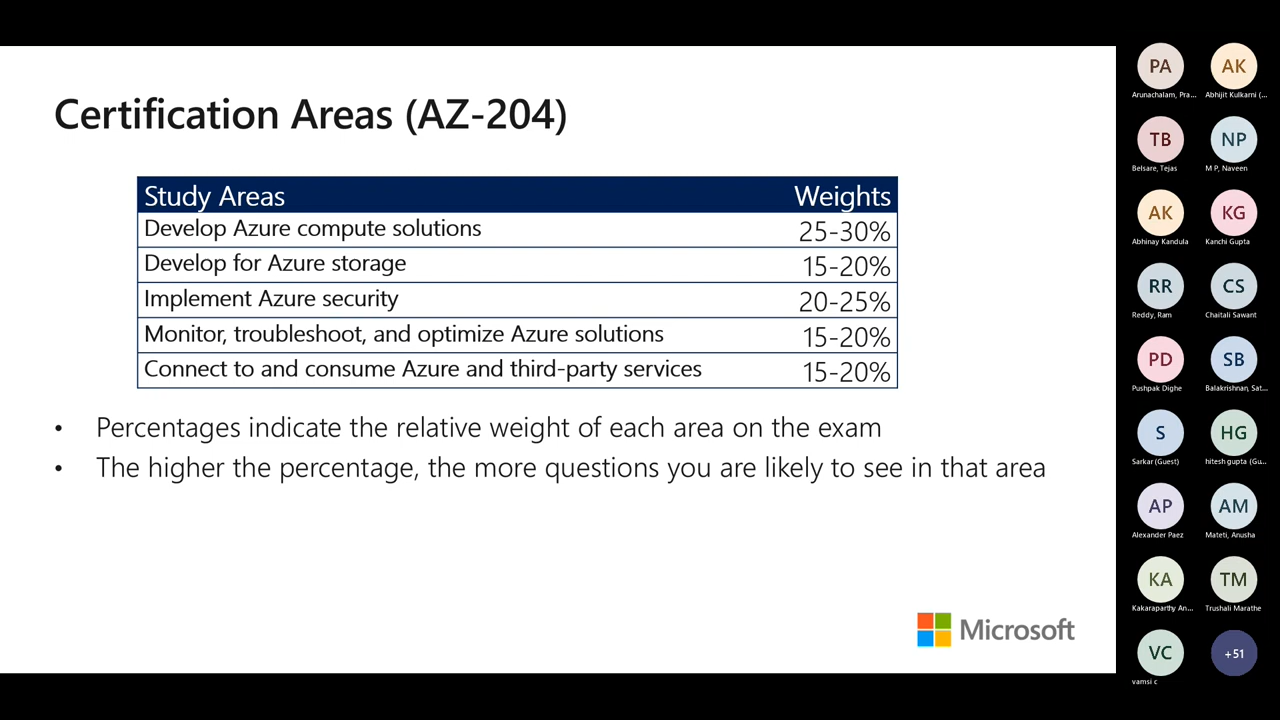 Certification Areas (AZ-204)
Study Areas Weights
Develop Azure compute solutions 25-30%
Develop for Azure storage 15-20%
Implement Azure security 20-25%
Monitor, troubleshoot, and optimize Azure solutions 15-20%
Connect to and consume Azure and third-party services 15-20%
• Percentages indicate the relative weight of each area on the exam
• The higher the percentage, the more questions you are likely to see in that area
Microsoft
PA AK
Arunachalam, Pra... Abhijit Kulkarni (...
TB NP
Belsare, Tejas M P, Naveen
AK KG
Abhinay Kandula Kanchi Gupta
RR CS
Reddy, Ram Chaitali Sawant
PD SB
Pushpak Dighe Balakrishnan, Sat...
S HG
Sarkar (Guest) hitesh gupta (Gu...
AP AM
Alexander Paez Mateti, Anusha
KA TM
Kakaraparthy An... Trushali Marathe
VC +51
vamsi c